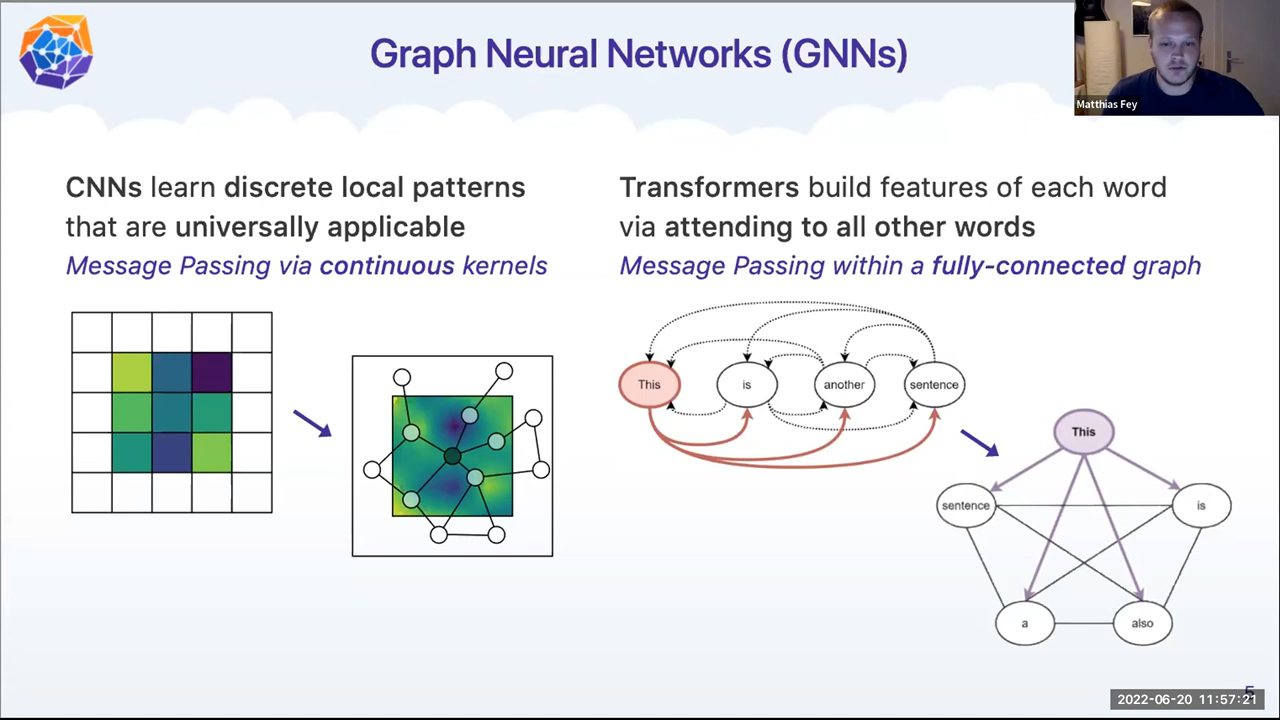 Graph Neural Networks (GNNs)
Matthias Fey
CNNs learn discrete local patterns
that are universally applicable
Message Passing via continuous kernels
Transformers build features of each word
via attending to all other words
Message Passing within a fully-connected graph
This
is
another
sentence
This
sentence
is
a
also
5
2022-06-20 11:57:21